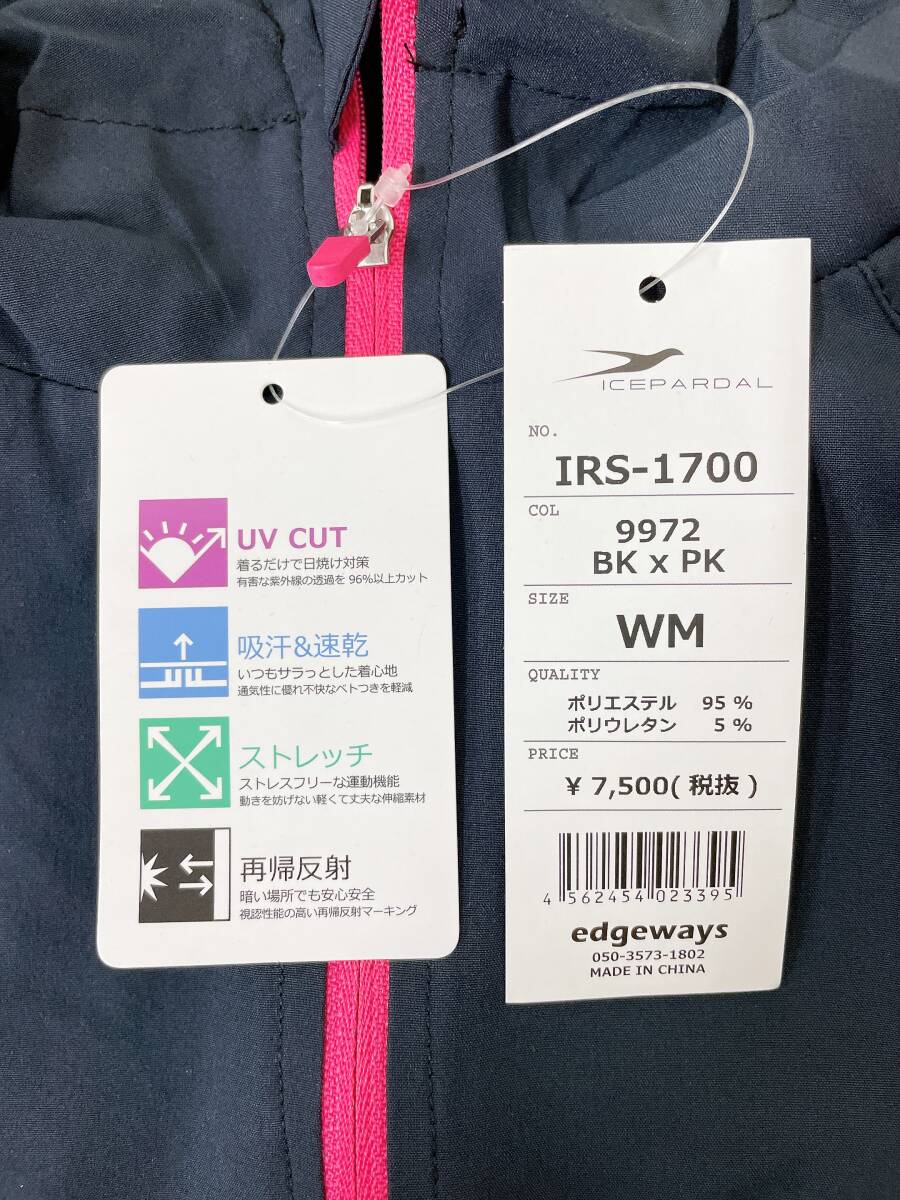 UV CUT
着るだけで日焼け対策
有害な紫外線の透過を 96%以上カット
吸汗&速乾
いつもサラっとした着心地
通気性に優れ不快なベトつきを軽減
ストレッチ
ストレスフリーな運動機能
動きを妨げない軽くて丈夫な伸縮素材
再帰反射
暗い場所でも安心安全
視認性能の高い再帰反射マーキング
ICEPARDAL
NO.
IRS-1700
COL
9972
BK x PK
SIZE
WM
QUALITY
ポリエステル 95 %
ポリウレタン 5 %
PRICE
¥ 7,500( 税抜 )
4 562454 023395
edgeways
050-3573-1802
MADE IN CHINA